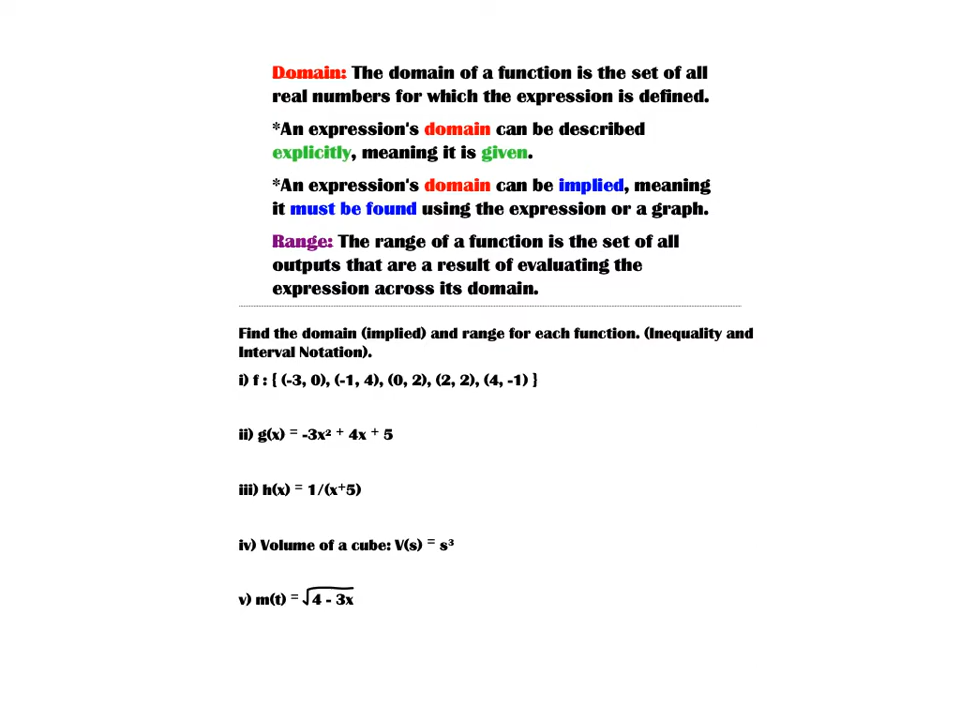 Domain: The domain of a function is the set of all
real numbers for which the expression is defined.
*An expression's domain can be described
explicitly, meaning it is given.
*An expression's domain can be implied, meaning
it must be found using the expression or a graph.
Range: The range of a function is the set of all
outputs that are a result of evaluating the
expression across its domain.
Find the domain (implied) and range for each function. (Inequality and
Interval Notation).
i) f : { (-3, 0), (-1, 4), (0, 2), (2, 2), (4, -1) }
ii) g(x) = -3x² + 4x + 5
iii) h(x) = 1/(x+5)
iv) Volume of a cube: V(s) = s³
v) m(t) = √4 - 3x